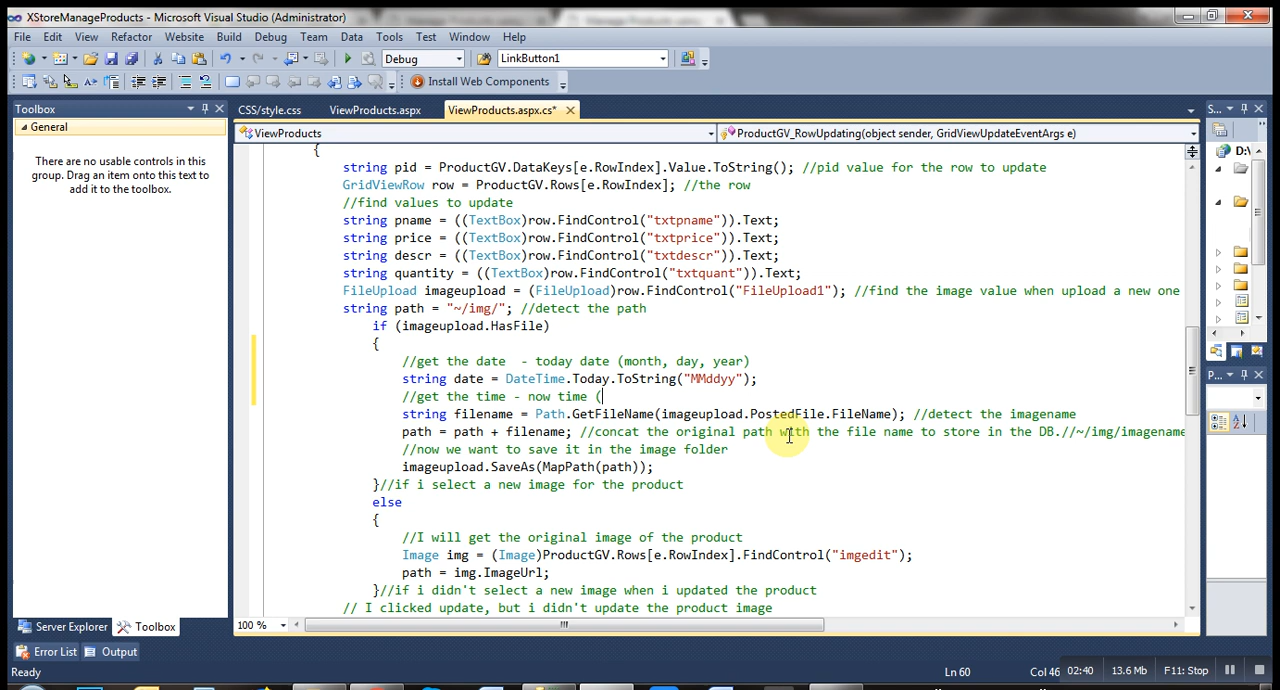 XStoreManageProducts - Microsoft Visual Studio (Administrator)
File Edit View Refactor Website Build Debug Team Data Tools Test Window Help
Debug LinkButton1
Install Web Components
Toolbox CSS/style.css ViewProducts.aspx ViewProducts.aspx.cs* S...
General ViewProducts ProductGV_RowUpdating(object sender, GridViewUpdateEventArgs e)
There are no usable controls in this
group. Drag an item onto this text to
add it to the toolbox.
D:\
{
string pid = ProductGV.DataKeys[e.RowIndex].Value.ToString(); //pid value for the row to update
GridViewRow row = ProductGV.Rows[e.RowIndex]; //the row
//find values to update
string pname = ((TextBox)row.FindControl("txtpname")).Text;
string price = ((TextBox)row.FindControl("txtprice")).Text;
string descr = ((TextBox)row.FindControl("txtdescr")).Text;
string quantity = ((TextBox)row.FindControl("txtquant")).Text;
FileUpload imageupload = (FileUpload)row.FindControl("FileUpload1"); //find the image value when upload a new one
string path = "~/img/"; //detect the path
if (imageupload.HasFile)
{
//get the date  - today date (month, day, year)
string date = DateTime.Today.ToString("MMddyy");
//get the time - now time (
string filename = Path.GetFileName(imageupload.PostedFile.FileName); //detect the imagename
path = path + filename; //concat the original path with the file name to store in the DB.//~/img/imagename
//now we want to save it in the image folder
imageupload.SaveAs(MapPath(path));
}//if i select a new image for the product
else
{
//I will get the original image of the product
Image img = (Image)ProductGV.Rows[e.RowIndex].FindControl("imgedit");
path = img.ImageUrl;
}//if i didn't select a new image when i updated the product
// I clicked update, but i didn't update the product image
P...
100 %
Server Explorer Toolbox
Error List Output
Ready Ln 60 Col 46 02:40 13.6 Mb F11: Stop